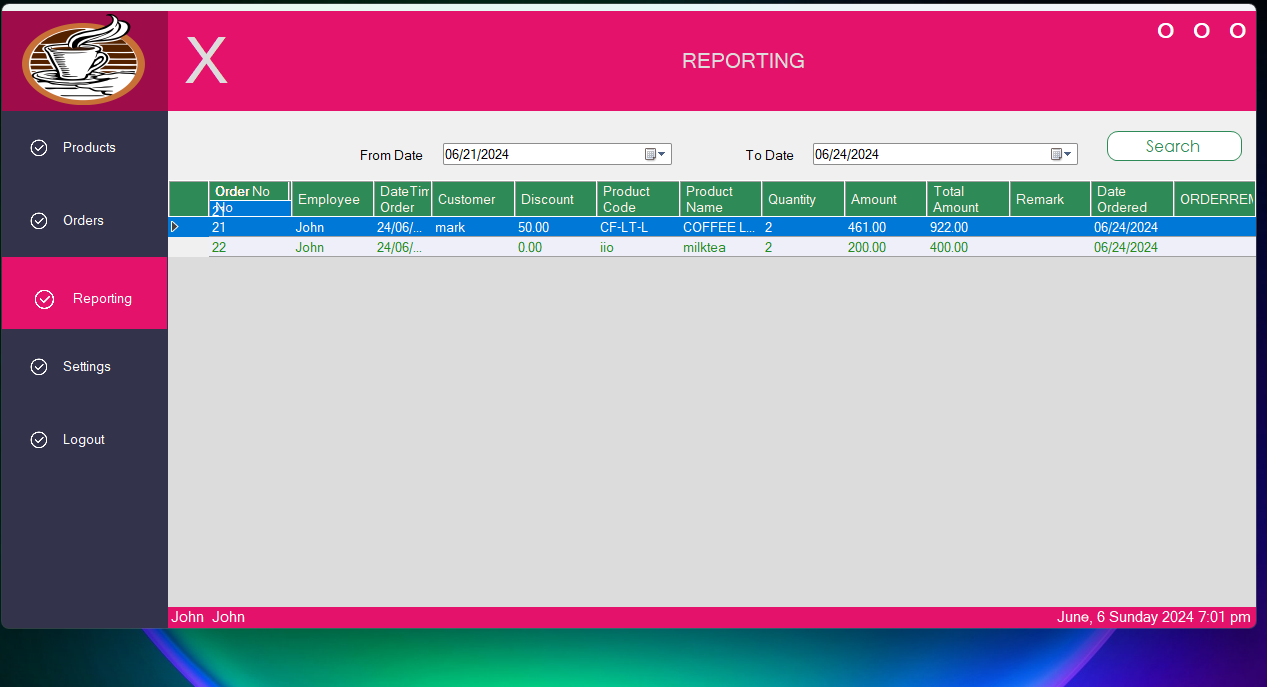 X
REPORTING
O O O
Products
Orders
Reporting
Settings
Logout
From Date 06/21/2024 To Date 06/24/2024 Search
Order No
No
21
Employee
DateTim
Order
Customer
Discount
Product
Code
Product
Name
Quantity
Amount
Total
Amount
Remark
Date
Ordered
ORDERREM
21 John 24/06/... mark 50.00 CF-LT-L COFFEE L... 2 461.00 922.00 06/24/2024
22 John 24/06/... 0.00 iio milktea 2 200.00 400.00 06/24/2024
John John
June, 6 Sunday 2024 7:01 pm